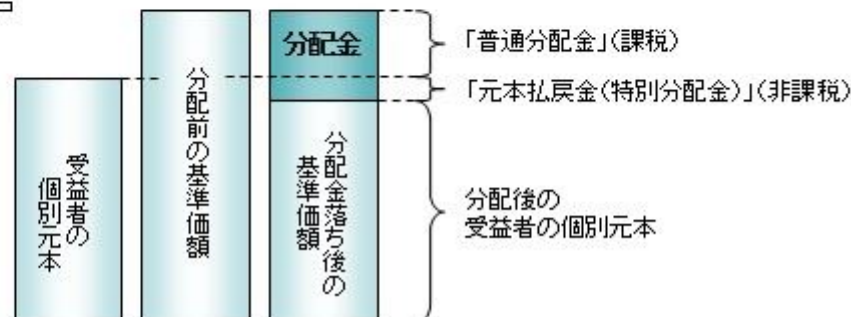 分配金
「普通分配金」(課税)
「元本払戻金(特別分配金)」(非課税)
受益者の
個別元本
分配前の基準価額
分配金落ち後の
基準価額
分配後の
受益者の個別元本